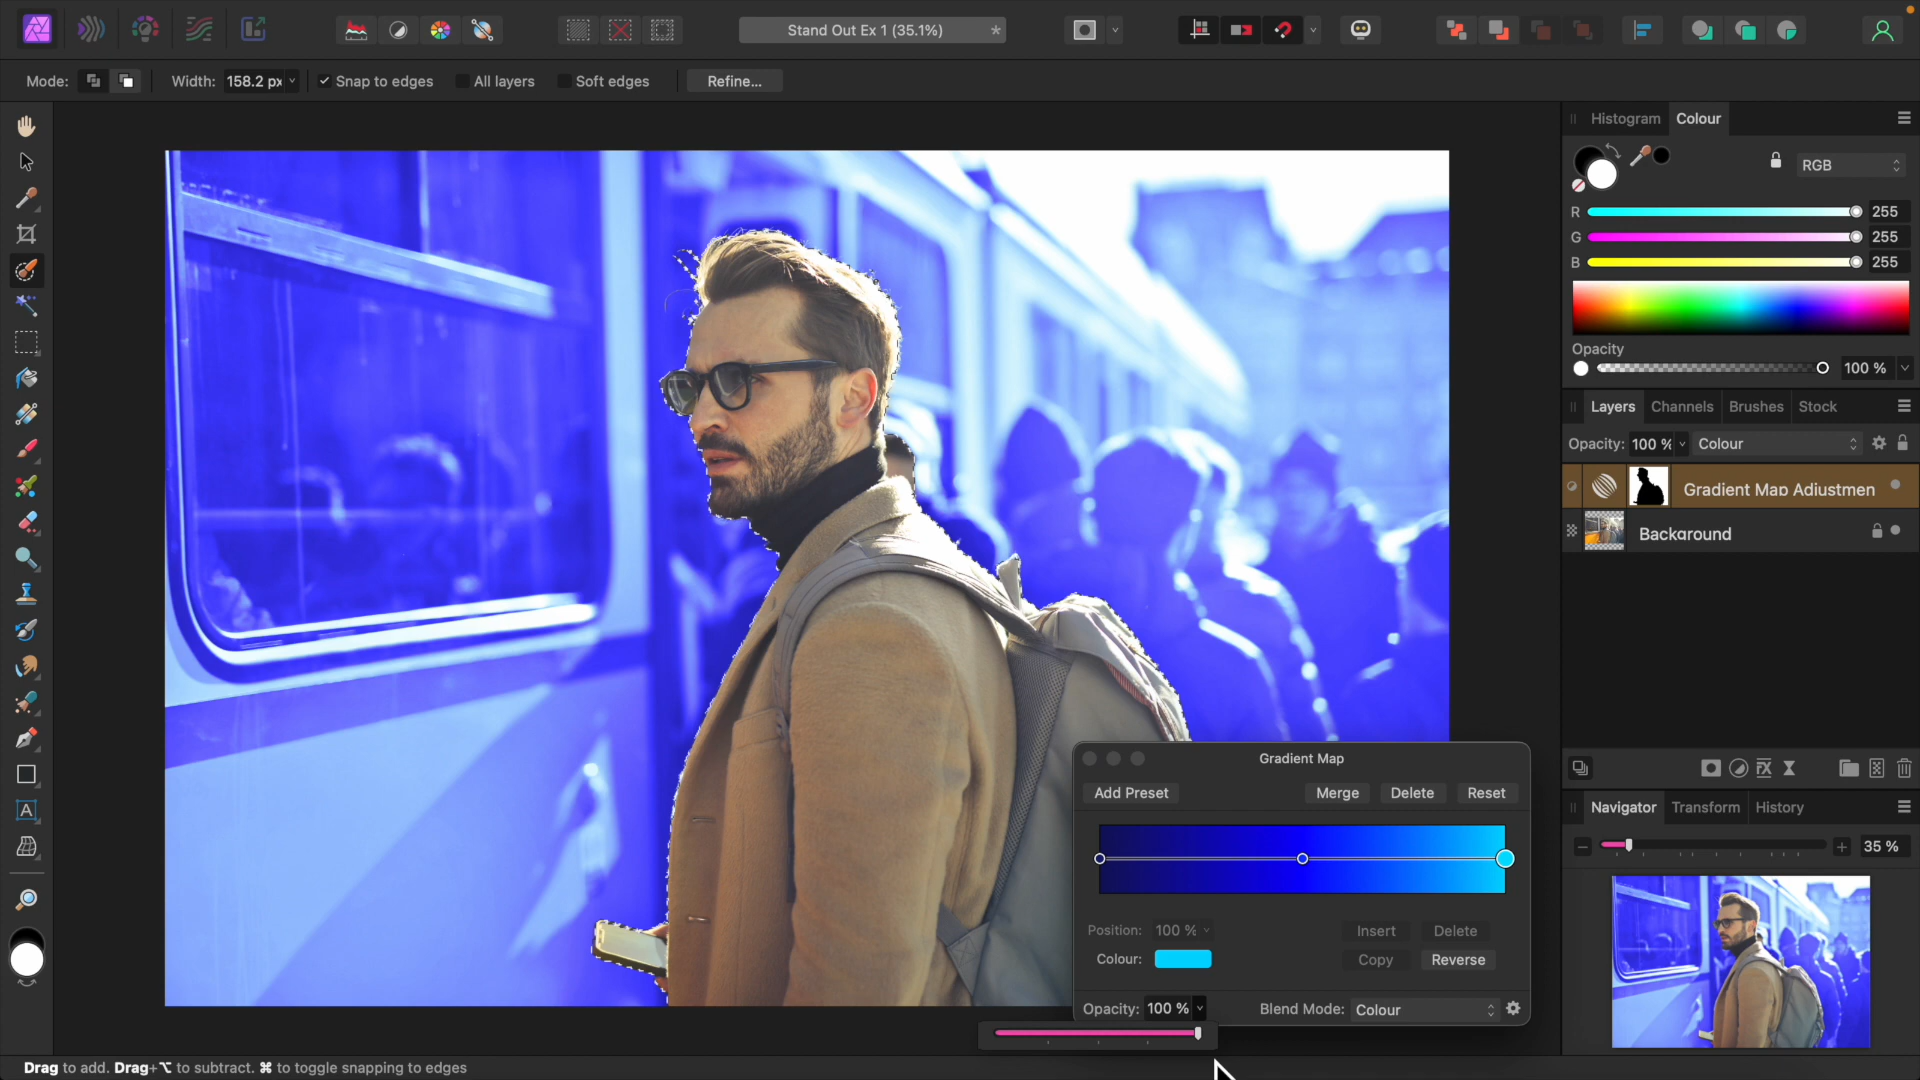 Stand Out Ex 1 (35.1%)
*
Mode:
Width: 158.2 px
Snap to edges
All layers
Soft edges
Refine...
Histogram
Colour
RGB
R
255
G
255
B
255
Opacity
100 %
Layers
Channels
Brushes
Stock
Opacity: 100 %
Colour
Gradient Map Adjustmen
Background
Navigator
Transform
History
35 %
Gradient Map
Add Preset
Merge
Delete
Reset
Position: 100 %
Insert
Delete
Colour:
Copy
Reverse
Opacity: 100 %
Blend Mode: Colour
Drag to add. Drag+⌥ to subtract. ⌘ to toggle snapping to edges